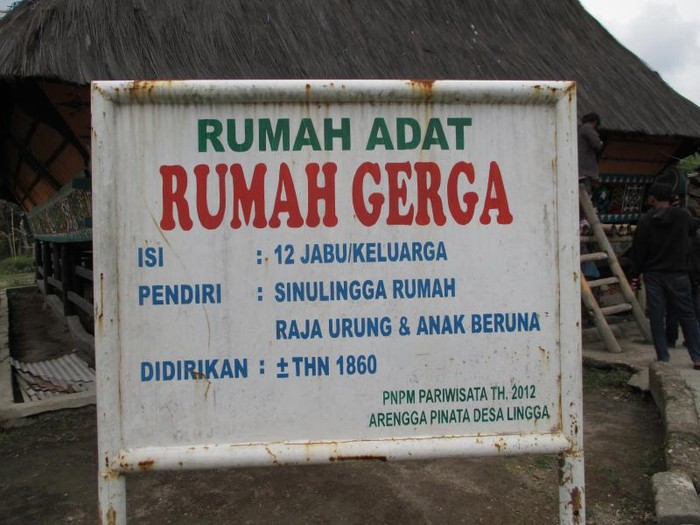 RUMAH ADAT
RUMAH GERGA
ISI : 12 JABU/KELUARGA
PENDIRI : SINULINGGA RUMAH
RAJA URUNG & ANAK BERUNA
DIDIRIKAN : ± THN 1860
PNPM PARIWISATA TH. 2012
ARENGGA PINATA DESA LINGGA